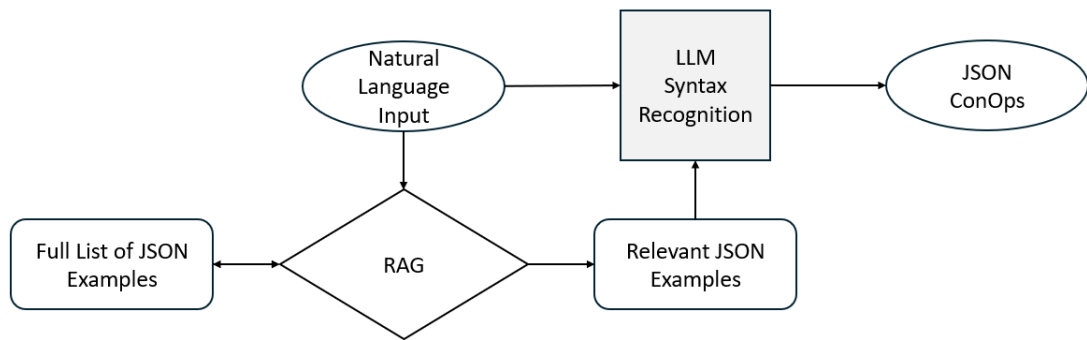 Natural
Language
Input
LLM
Syntax
Recognition
JSON
ConOps
Full List of JSON
Examples
RAG
Relevant JSON
Examples